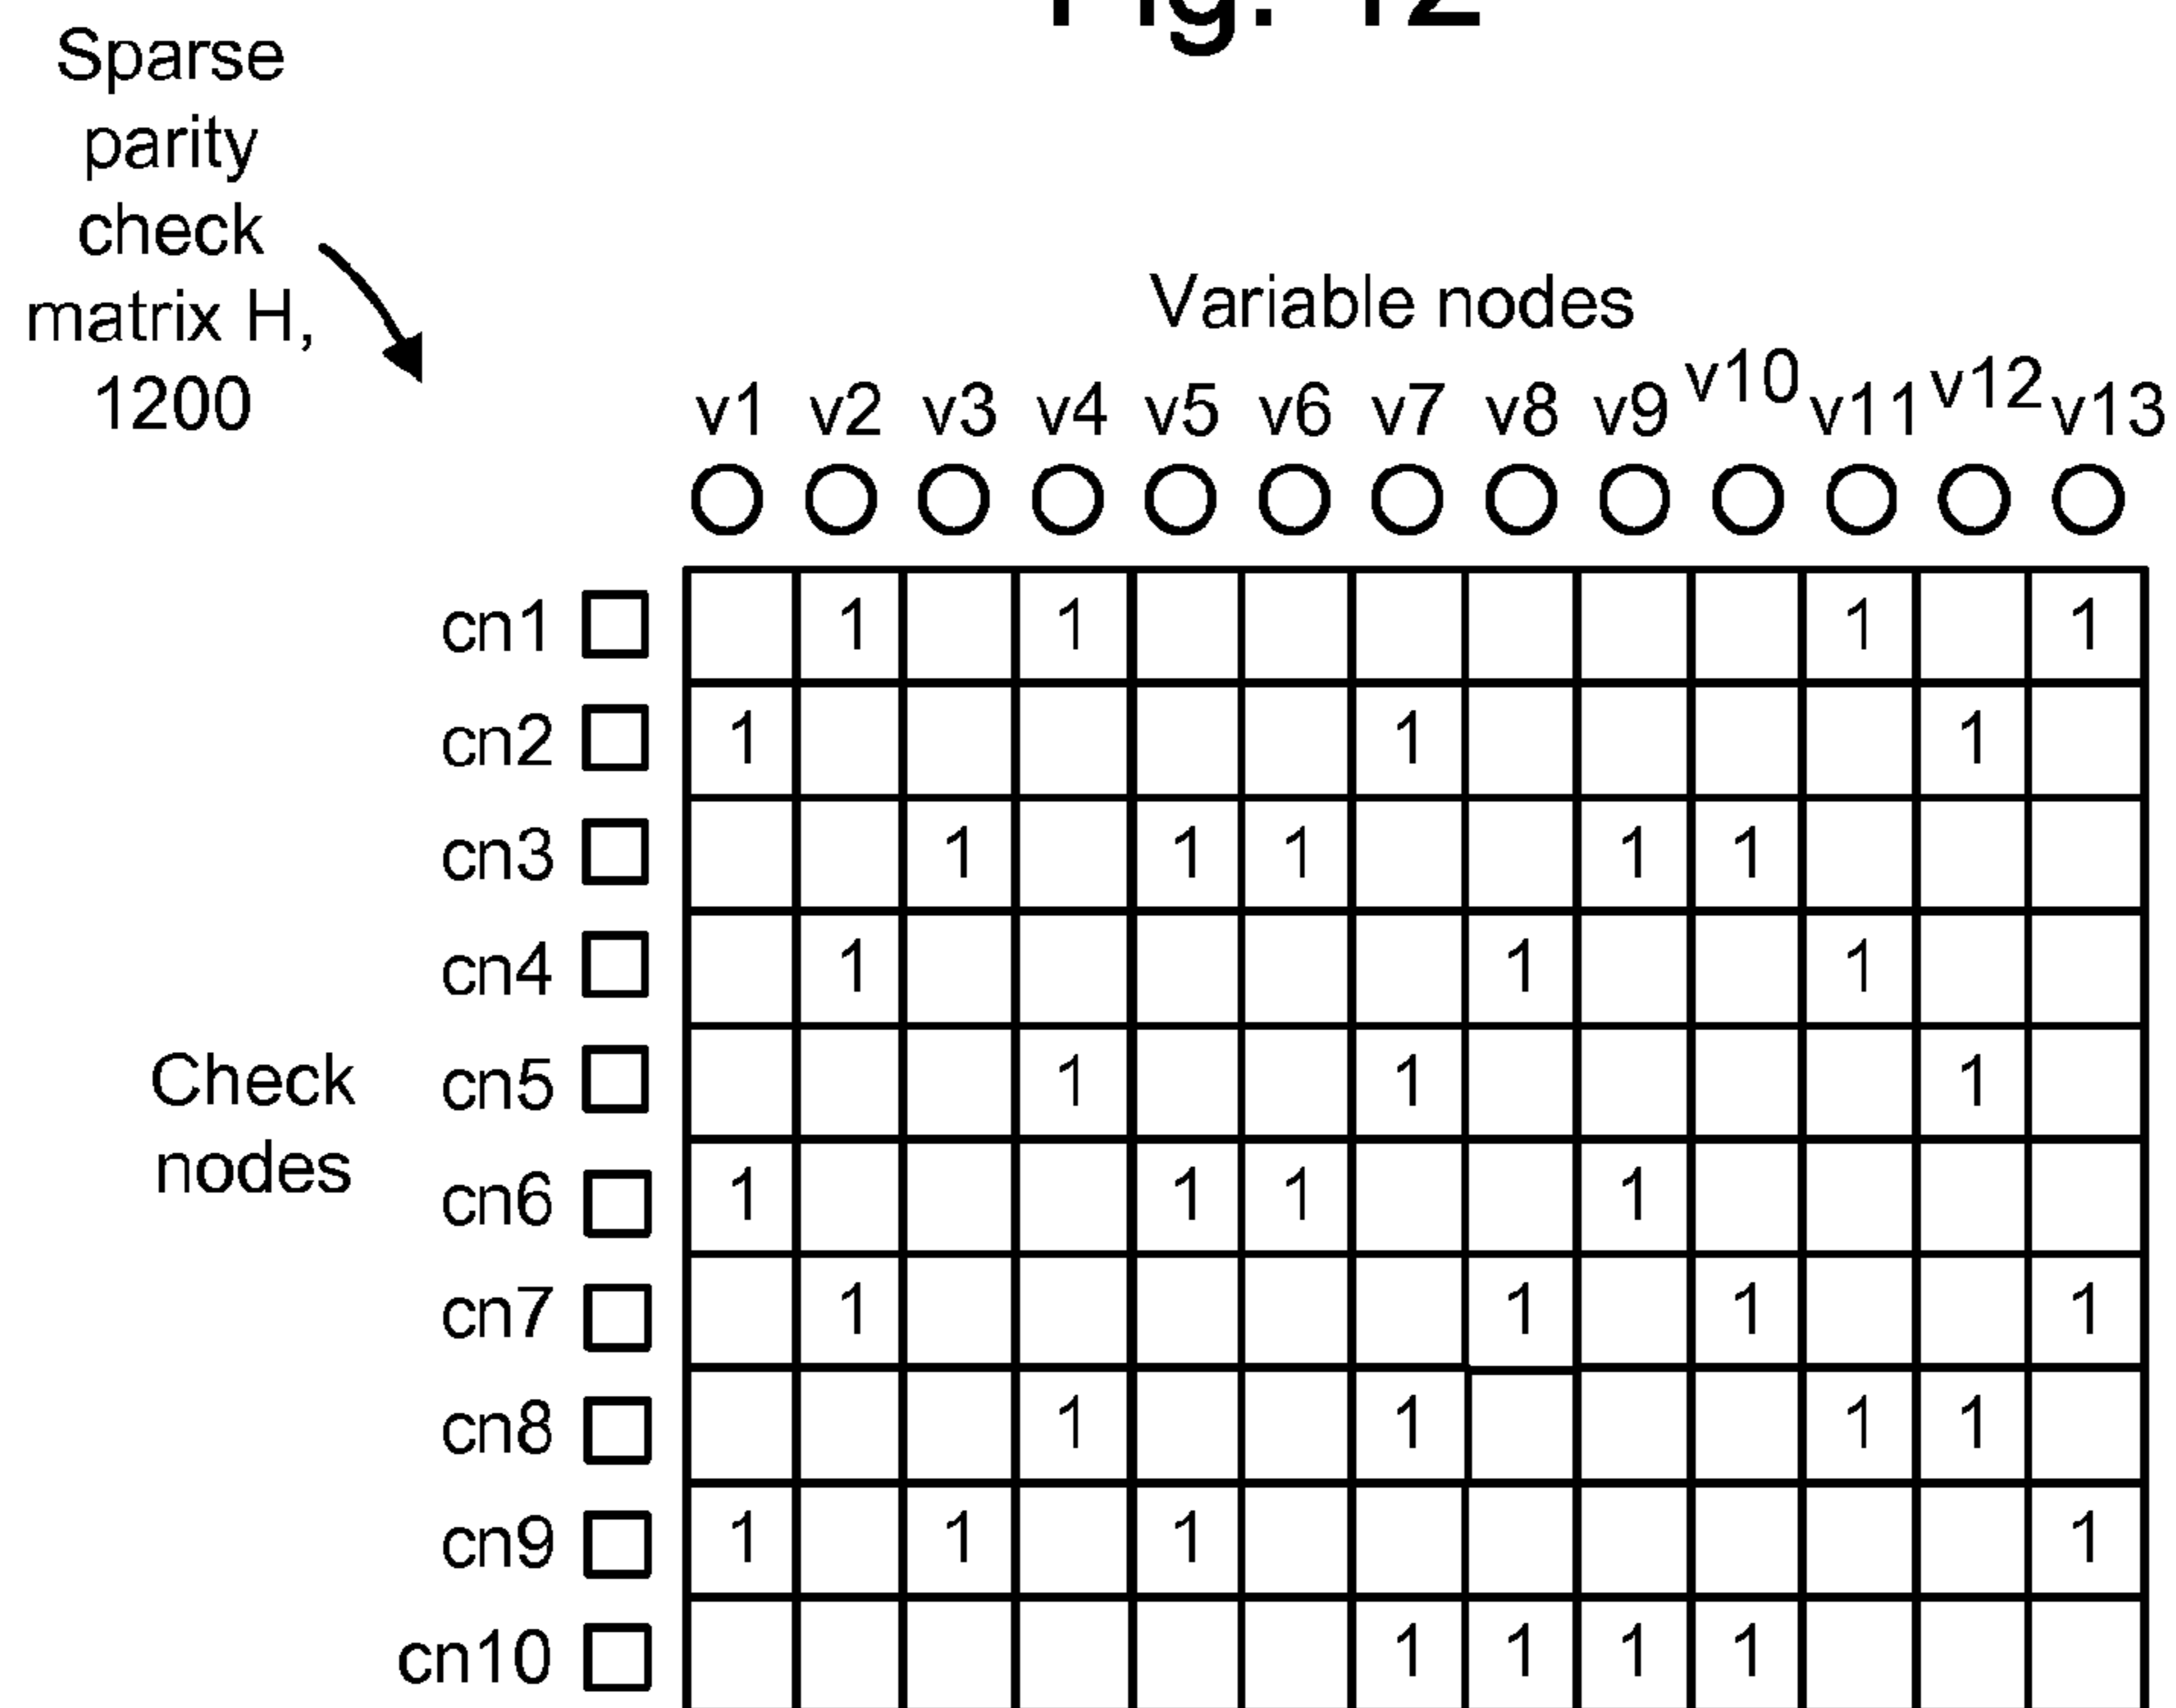 Fig. 12
Sparse
parity
check
matrix H,
1200
Variable nodes
v1 v2 v3 v4 v5 v6 v7 v8 v9 v10 v11 v12 v13
cn1 1 1 1 1
cn2 1 1 1
cn3 1 1 1 1 1
cn4 1 1 1
Check
nodes
cn5 1 1 1
cn6 1 1 1 1
cn7 1 1 1 1
cn8 1 1 1 1
cn9 1 1 1 1
cn10 1 1 1 1